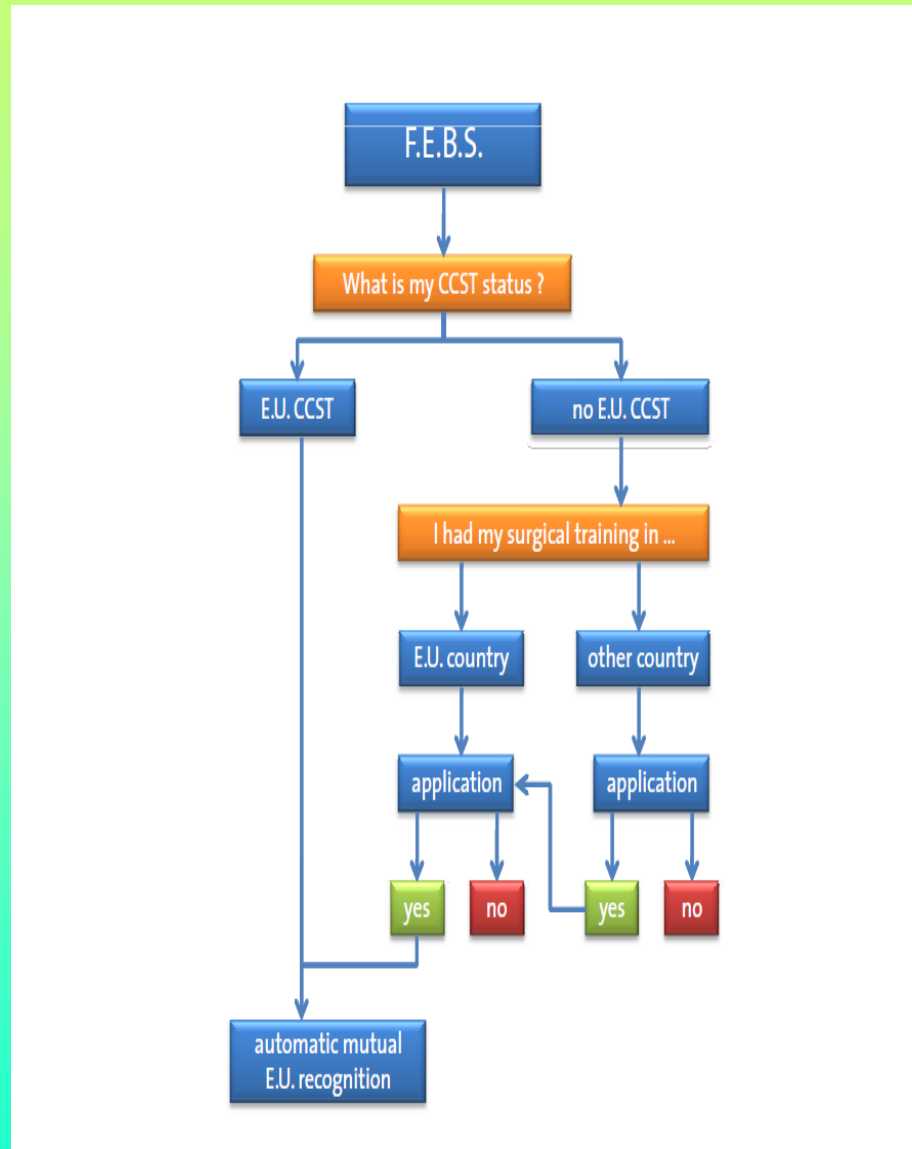 F.E.B.S.
What is my CCST status ?
E.U. CCST
no E.U. CCST
I had my surgical training in ...
E.U. country
other country
application
application
yes
no
yes
no
automatic mutual
E.U. recognition